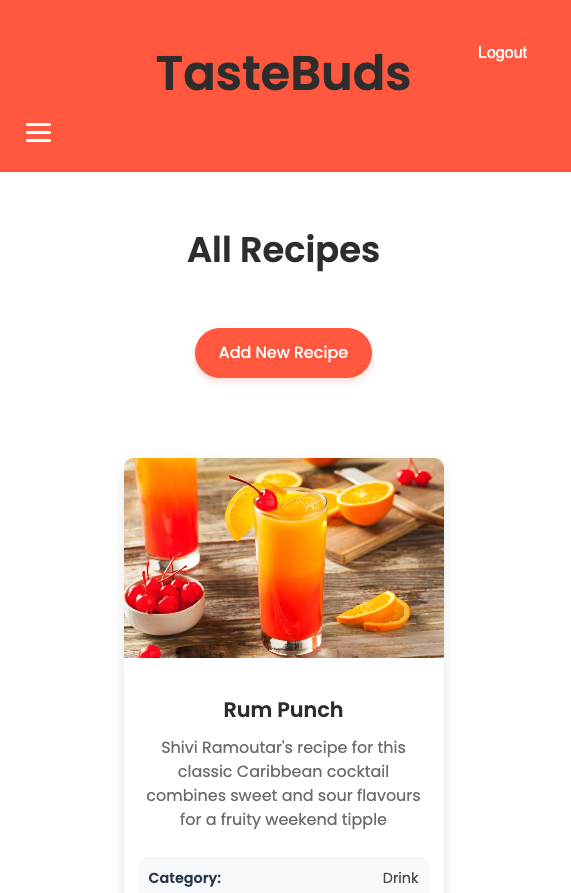 Logout
TasteBuds
All Recipes
Add New Recipe
Rum Punch
Shivi Ramoutar's recipe for this
classic Caribbean cocktail
combines sweet and sour flavours
for a fruity weekend tipple
Category: Drink